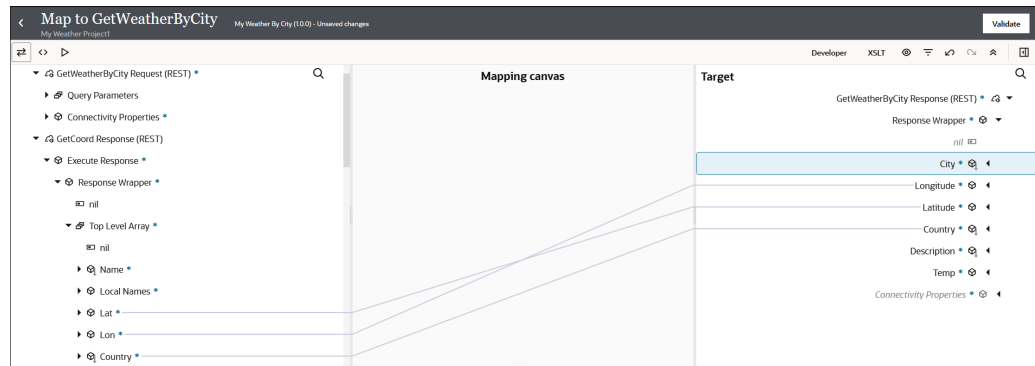 Map to GetWeatherByCity
My Weather By City (1.0.0) - Unsaved changes
Validate
My Weather Project1
Developer
XSLT
GetWeatherByCity Request (REST) *
Query Parameters
Connectivity Properties *
GetCoord Response (REST)
Execute Response *
Response Wrapper *
nil
Top Level Array *
nil
Name *
Local Names *
Lat *
Lon *
Country *
Mapping canvas
Target
GetWeatherByCity Response (REST) *
Response Wrapper *
nil
City *
Longitude *
Latitude *
Country *
Description *
Temp *
Connectivity Properties *